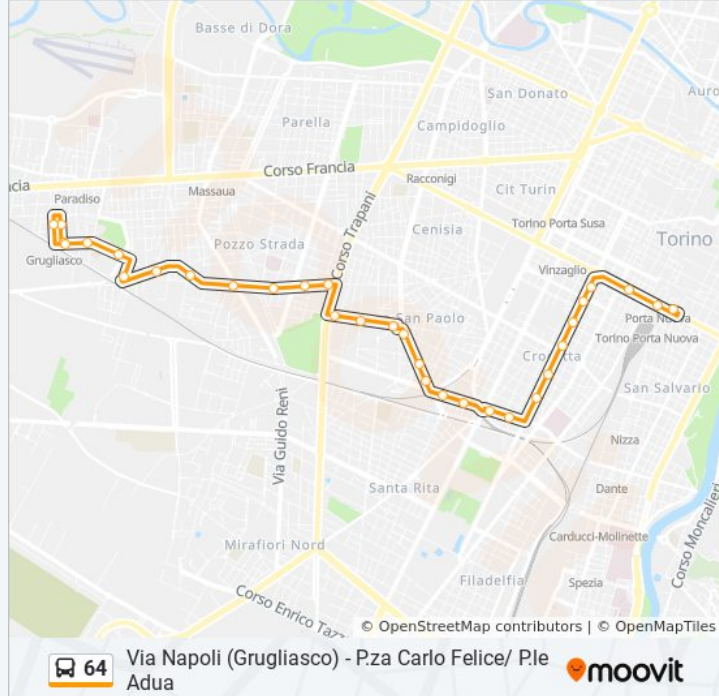 Basse di Dora
San Donato
Auro
Parella
Campidoglio
Corso Francia
Racconigi
acia
Paradiso
Massaua
Cit Turin
Corso Trapani
Torino Porta Susa
Cenisia
Pozzo Strada
Torino
Grugliasco
Vinzaglio
San Paolo
Porta Nuova
Torino Porta Nuova
Crocetta
San Salvario
Via Guido Reni
Nizza
Santa Rita
Dante
Corso Moncalieri
Carducci-Molinette
Mirafiori Nord
Filadelfia
Spezia
Corso Enrico Tazz
© OpenStreetMap contributors | © OpenMapTiles
64
Via Napoli (Grugliasco) - P.za Carlo Felice/ P.le
Adua
moovit